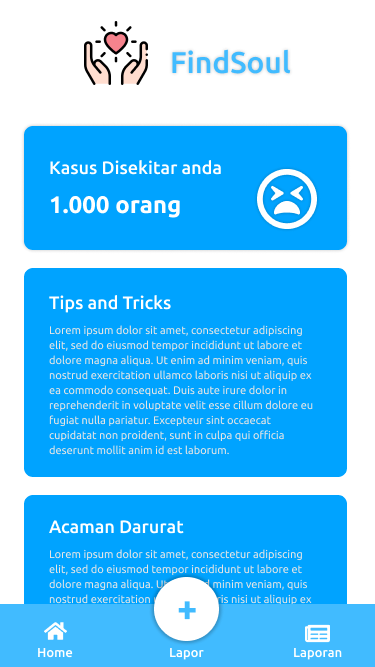 FindSoul
Kasus Disekitar anda
1.000 orang
Tips and Tricks
Lorem ipsum dolor sit amet, consectetur adipiscing
elit, sed do eiusmod tempor incididunt ut labore et
dolore magna aliqua. Ut enim ad minim veniam, quis
nostrud exercitation ullamco laboris nisi ut aliquip ex
ea commodo consequat. Duis aute irure dolor in
reprehenderit in voluptate velit esse cillum dolore eu
fugiat nulla pariatur. Excepteur sint occaecat
cupidatat non proident, sunt in culpa qui officia
deserunt mollit anim id est laborum.
Acaman Darurat
Lorem ipsum dolor sit amet, consectetur adipiscing
elit, sed do eiusmod tempor incididunt ut labore et
dolore magna aliqua veniam, quis
nostrud exercitation ris nisi ut aliquip ex
+
Home
Lapor
Laporan